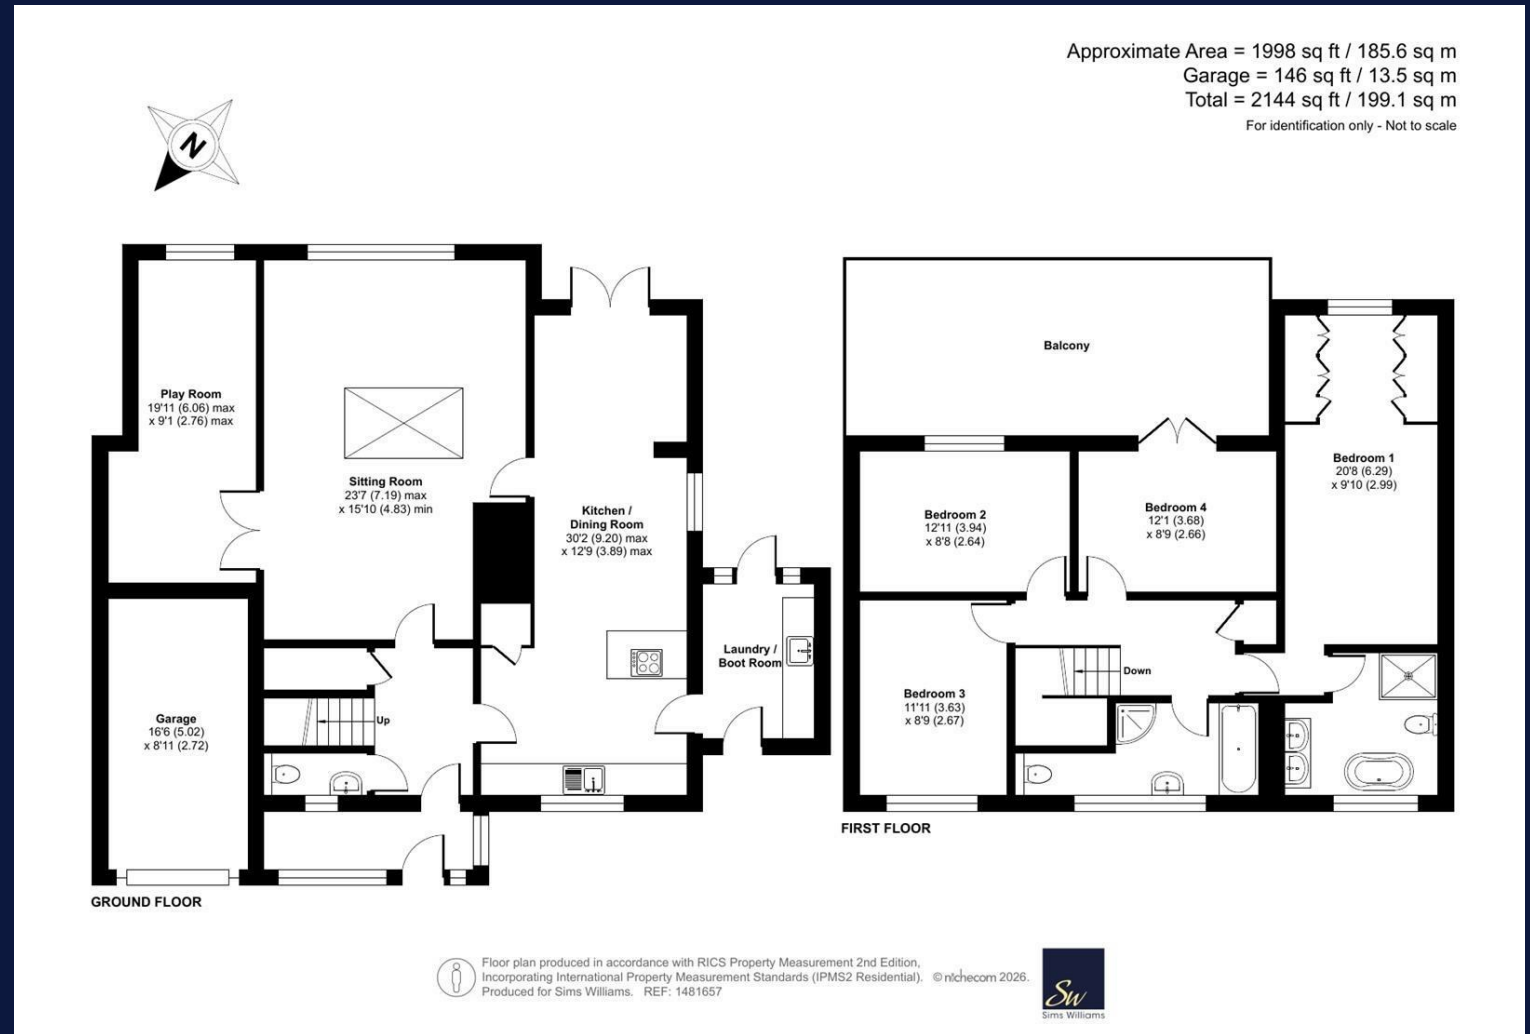 Approximate Area = 1998 sq ft / 185.6 sq m
Garage = 146 sq ft / 13.5 sq m
Total = 2144 sq ft / 199.1 sq m
For identification only - Not to scale
N
Play Room
19'11 (6.06) max
x 9'1 (2.76) max
Sitting Room
23'7 (7.19) max
x 15'10 (4.83) min
Kitchen /
Dining Room
30'2 (9.20) max
x 12'9 (3.89) max
Laundry /
Boot Room
Garage
16'6 (5.02)
x 8'11 (2.72)
Up
GROUND FLOOR
Balcony
Bedroom 1
20'8 (6.29)
x 9'10 (2.99)
Bedroom 2
12'11 (3.94)
x 8'8 (2.64)
Bedroom 4
12'1 (3.68)
x 8'9 (2.66)
Bedroom 3
11'11 (3.63)
x 8'9 (2.67)
Down
FIRST FLOOR
Floor plan produced in accordance with RICS Property Measurement 2nd Edition,
Incorporating International Property Measurement Standards (IPMS2 Residential). © nichecom 2026.
Produced for Sims Williams. REF: 1481657
Sw
Sims Williams